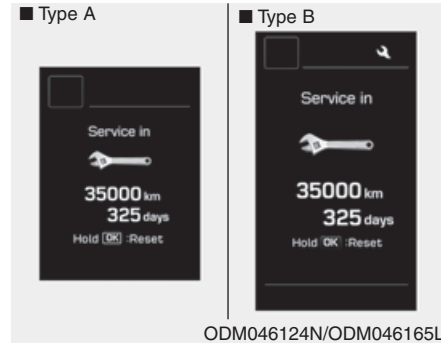 ■ Type A
Service in
35000 km
325 days
Hold OK :Reset
■ Type B
Service in
35000 km
325 days
Hold OK :Reset
ODM046124N/ODM046165L